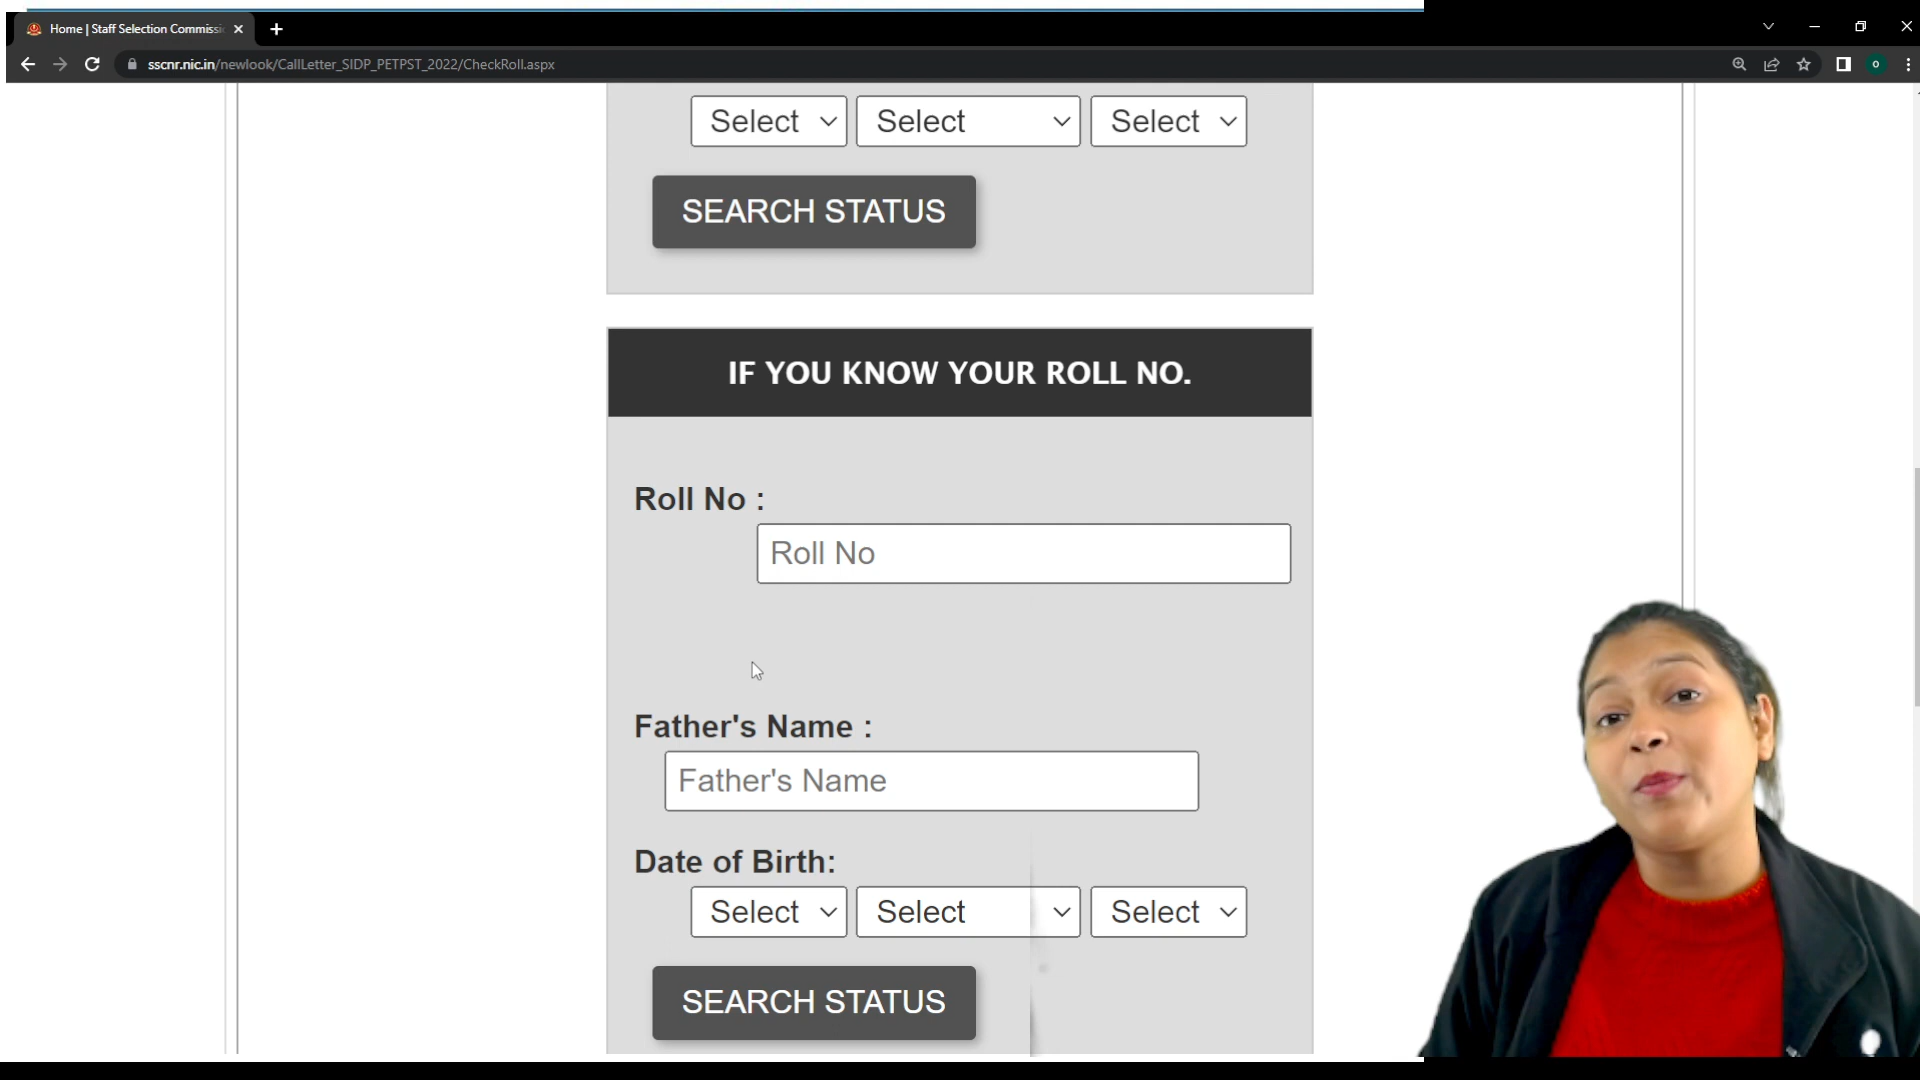 Home | Staff Selection Commissi
sscnr.nic.in/newlook/CallLetter_SIDP_PETPST_2022/CheckRoll.aspx
o
Select Select Select
SEARCH STATUS
IF YOU KNOW YOUR ROLL NO.
Roll No :
Roll No
Father's Name :
Father's Name
Date of Birth:
Select Select Select
SEARCH STATUS